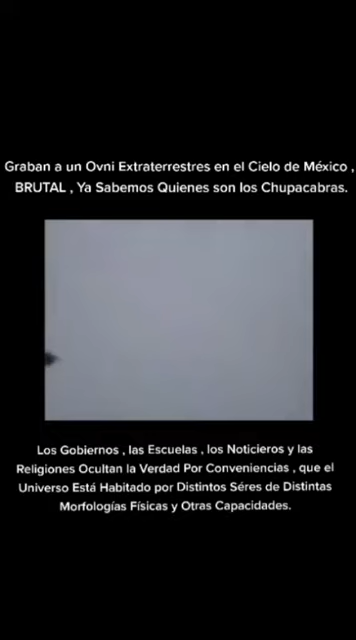 Graban a un Ovni Extraterrestres en el Cielo de México ,
BRUTAL , Ya Sabemos Quienes son los Chupacabras.
Los Gobiernos , las Escuelas , los Noticieros y las
Religiones Ocultan la Verdad Por Conveniencias , que el
Universo Está Habitado por Distintos Séres de Distintas
Morfologías Físicas y Otras Capacidades.